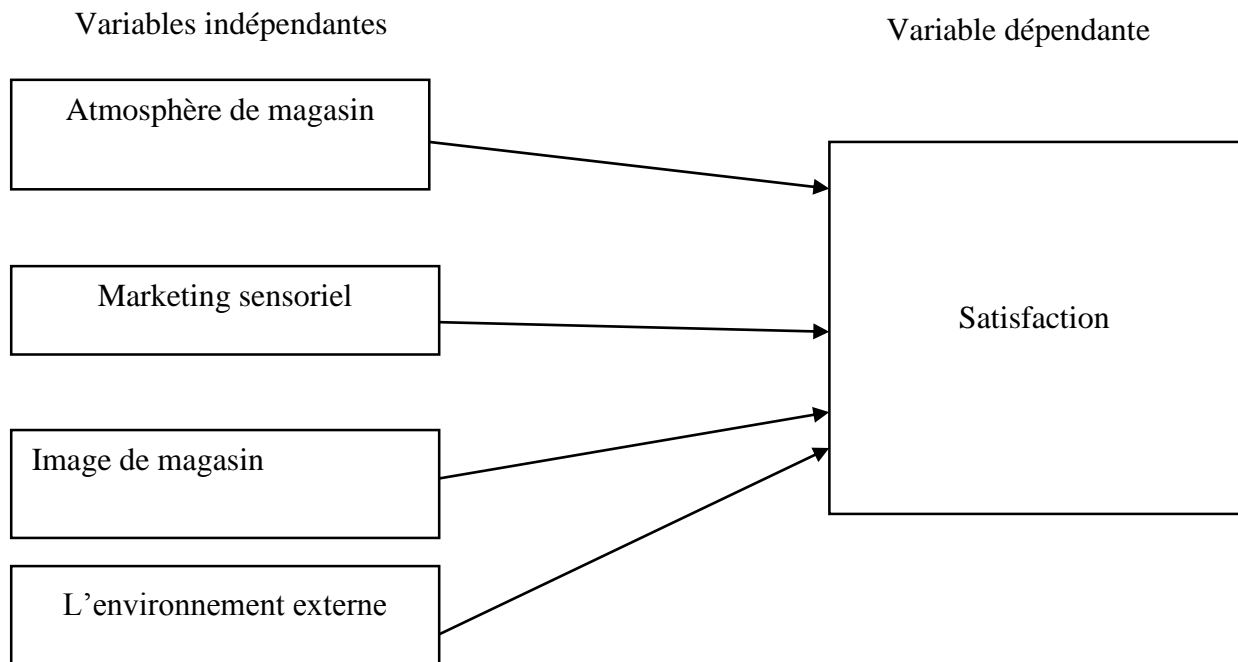 Variables indépendantes
Variable dépendante
Atmosphère de magasin
Marketing sensoriel
Satisfaction
Image de magasin
L’environnement externe